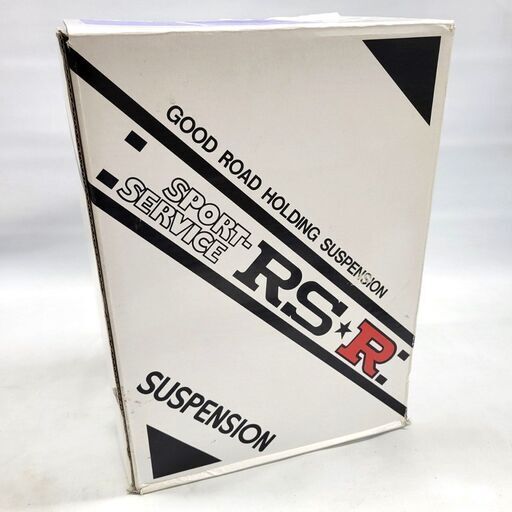 GOOD ROAD HOLDING SUSPENSION
SPORT-
SERVICE
RS★R
SUSPENSION